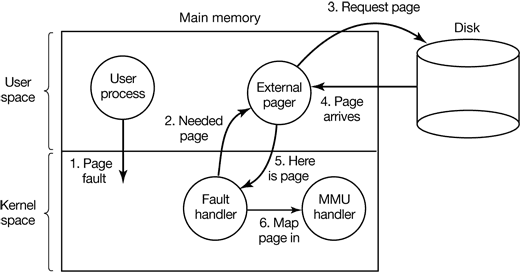 Main memory
3. Request page
Disk
User
space
User
process
External
pager
2. Needed
page
4. Page
arrives
1. Page
fault
5. Here
is page
Kernel
space
Fault
handler
MMU
handler
6. Map
page in